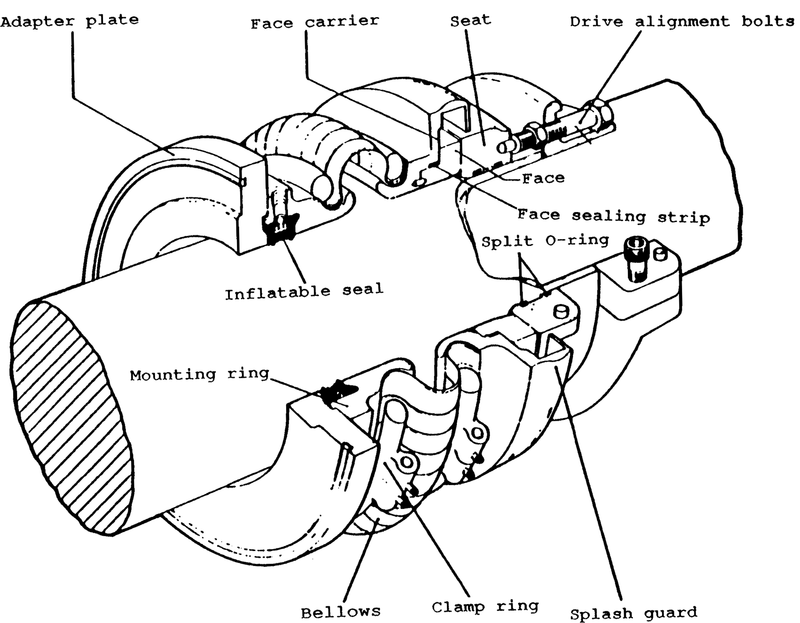 Adapter plate
Face carrier
Seat
Drive alignment bolts
Face
Face sealing strip
Split O-ring
Inflatable seal
Mounting ring
Bellows
Clamp ring
Splash guard